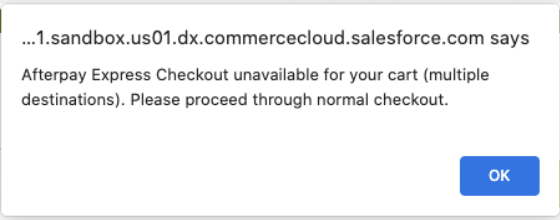 ...1.sandbox.us01.dx.commercecloud.salesforce.com says
Afterpay Express Checkout unavailable for your cart (multiple
destinations). Please proceed through normal checkout.
OK